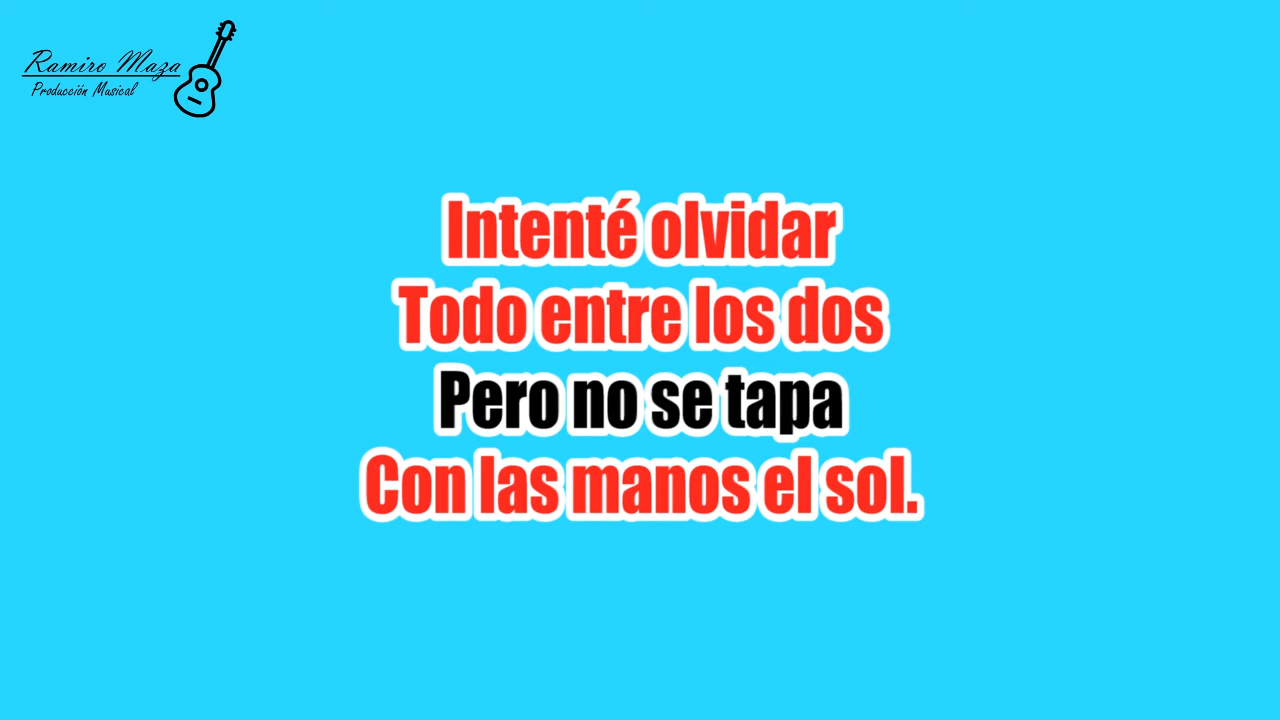 Ramiro Maza
Producción Musical
Intenté olvidar
Todo entre los dos
Pero no se tapa
Con las manos el sol.